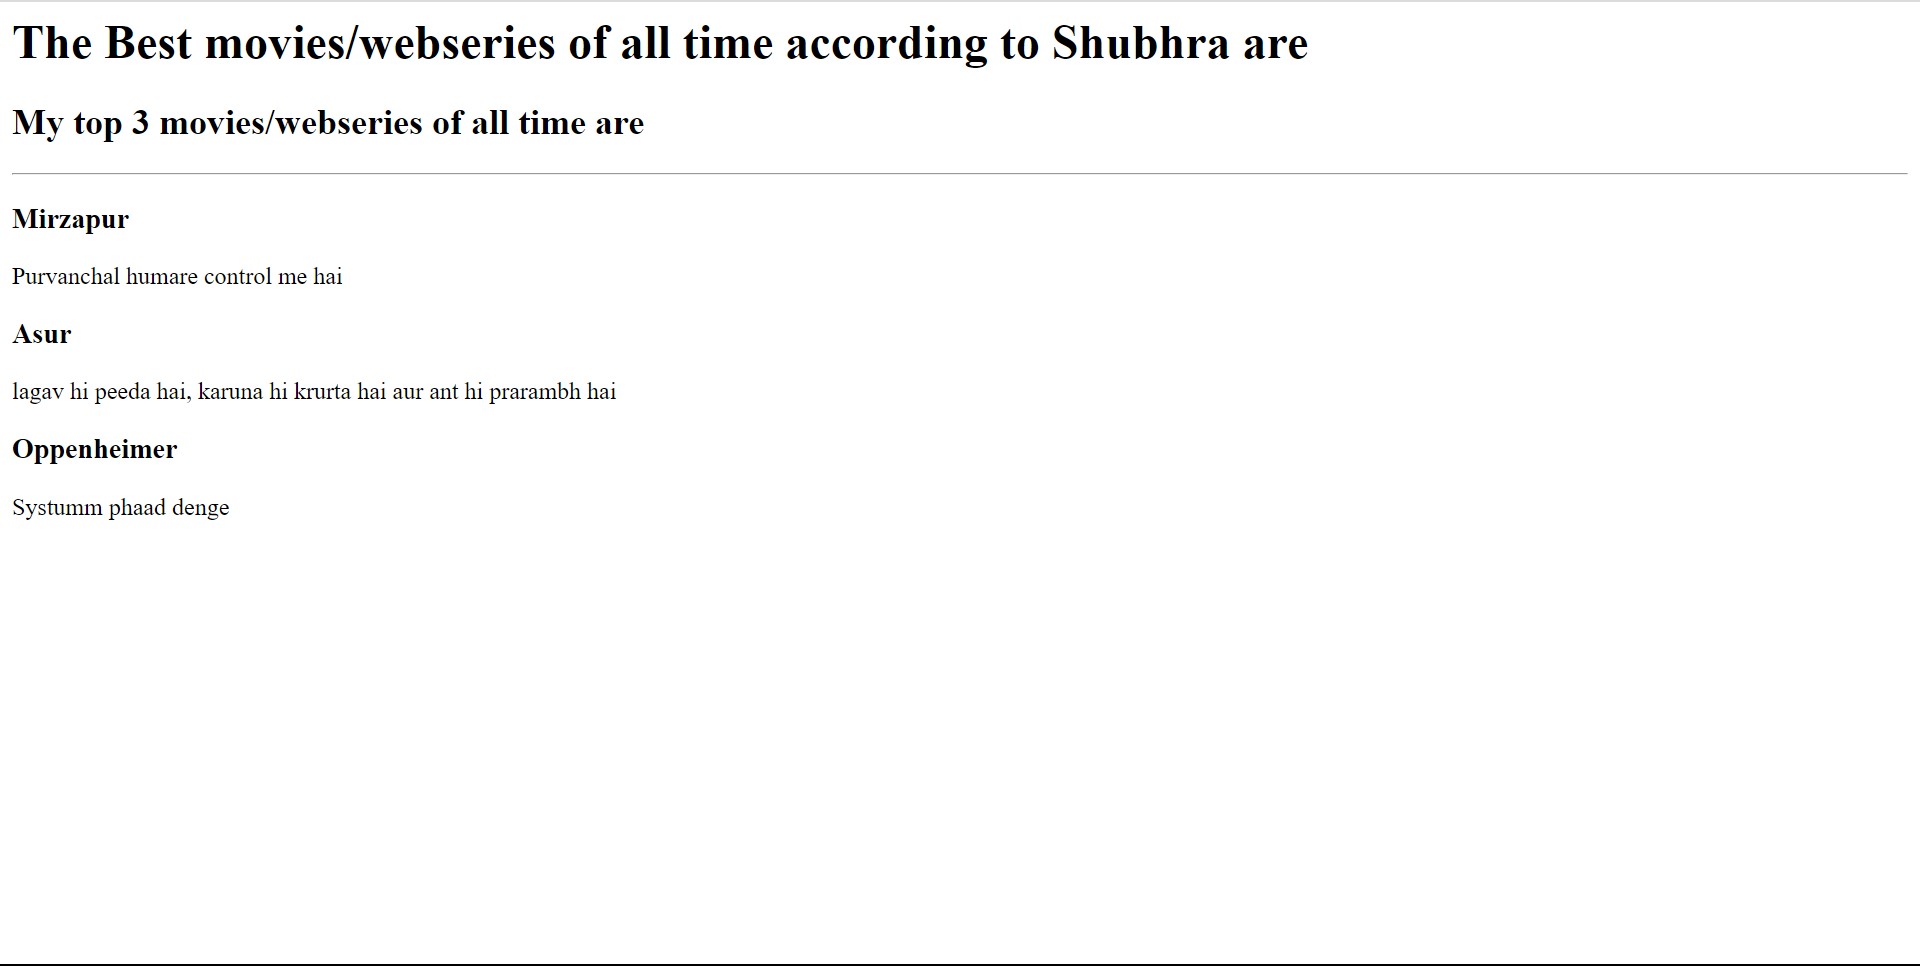 The Best movies/webseries of all time according to Shubhra are
My top 3 movies/webseries of all time are
Mirzapur
Purvanchal humare control me hai
Asur
lagav hi peeda hai, karuna hi krurta hai aur ant hi prarambh hai
Oppenheimer
Systumm phaad denge